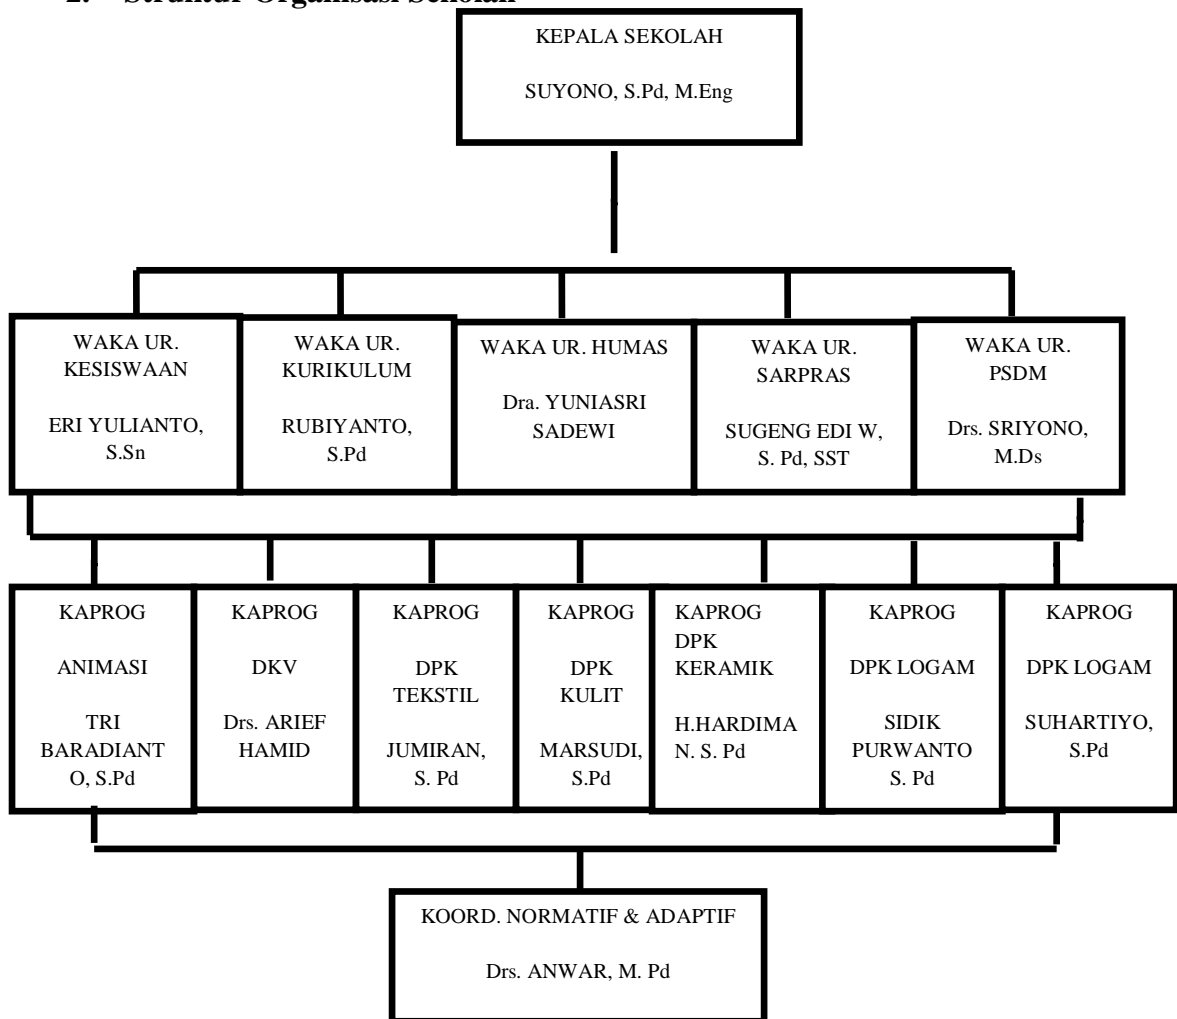 2. Struktur Organisasi Sekolah
KEPALA SEKOLAH
SUYONO, S.Pd, M.Eng
WAKA UR.
KESISWAAN
ERI YULIANTO,
S.Sn
WAKA UR.
KURIKULUM
RUBIYANTO,
S.Pd
WAKA UR. HUMAS
Dra. YUNIASRI
SADEWI
WAKA UR.
SARPRAS
SUGENG EDI W,
S. Pd, SST
WAKA UR.
PSDM
Drs. SRIYONO,
M.Ds
KAPROG
ANIMASI
TRI
BARADIANT
O, S.Pd
KAPROG
DKV
Drs. ARIEF
HAMID
KAPROG
DPK
TEKSTIL
JUMIRAN,
S. Pd
KAPROG
DPK
KULIT
MARSUDI,
S.Pd
KAPROG
DPK
KERAMIK
H.HARDIMA
N. S. Pd
KAPROG
DPK LOGAM
SIDIK
PURWANTO
S. Pd
KAPROG
DPK LOGAM
SUHARTIYO,
S.Pd
KOORD. NORMATIF & ADAPTIF
Drs. ANWAR, M. Pd